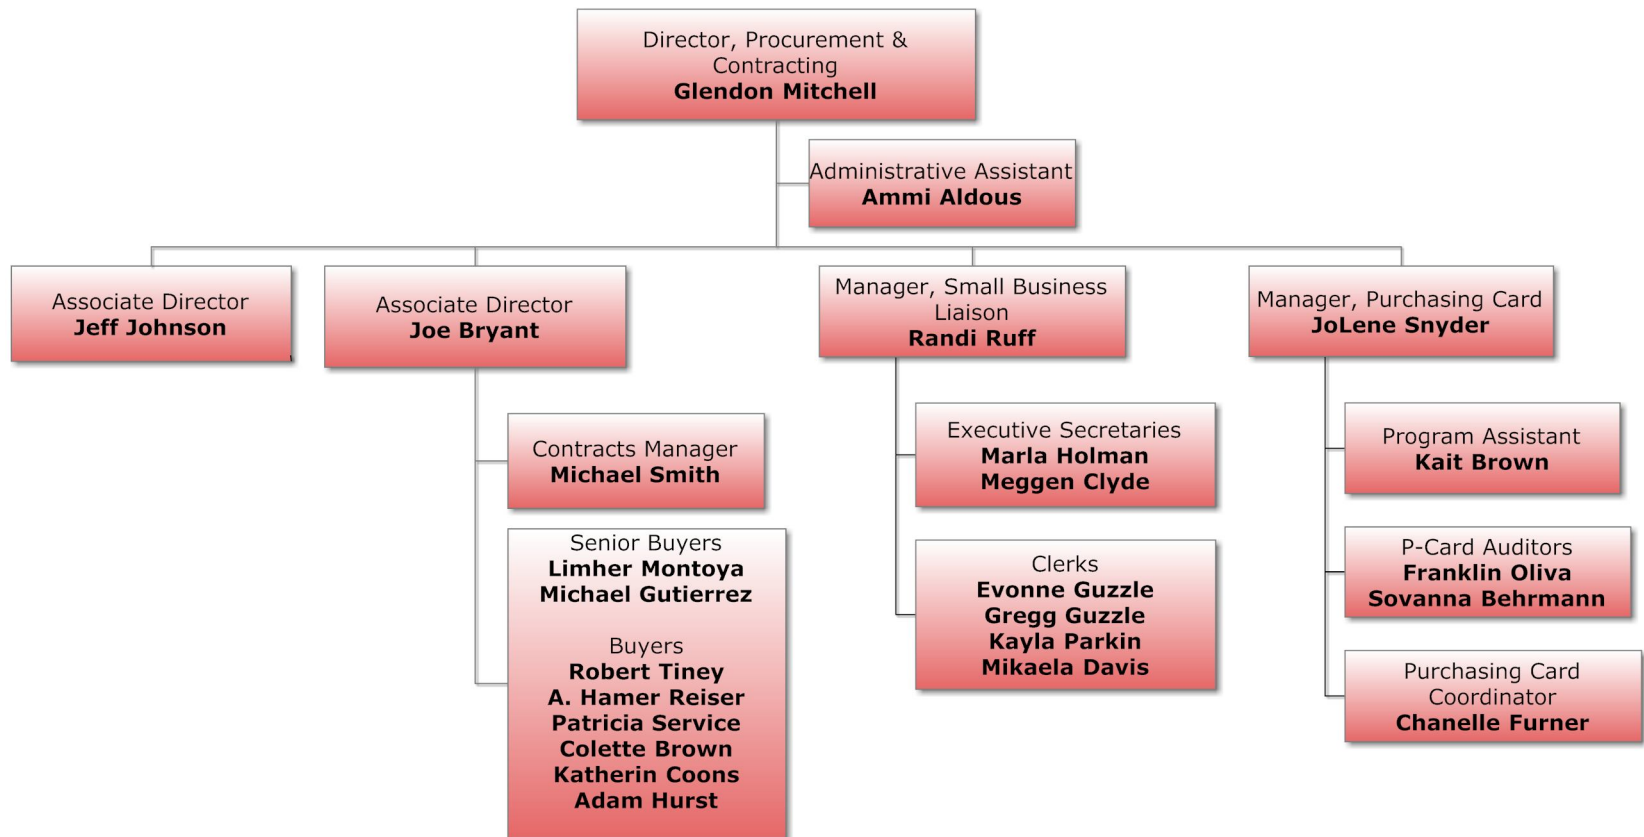 Director, Procurement &
Contracting
Glendon Mitchell
Administrative Assistant
Ammi Aldous
Associate Director
Jeff Johnson
Associate Director
Joe Bryant
Manager, Small Business
Liaison
Randi Ruff
Manager, Purchasing Card
JoLene Snyder
Contracts Manager
Michael Smith
Senior Buyers
Limher Montoya
Michael Gutierrez
Buyers
Robert Tiney
A. Hamer Reiser
Patricia Service
Colette Brown
Katherin Coons
Adam Hurst
Executive Secretaries
Marla Holman
Meggen Clyde
Clerks
Evonne Guzzle
Gregg Guzzle
Kayla Parkin
Mikaela Davis
Program Assistant
Kait Brown
P-Card Auditors
Franklin Oliva
Sovanna Behrmann
Purchasing Card
Coordinator
Chanelle Furner